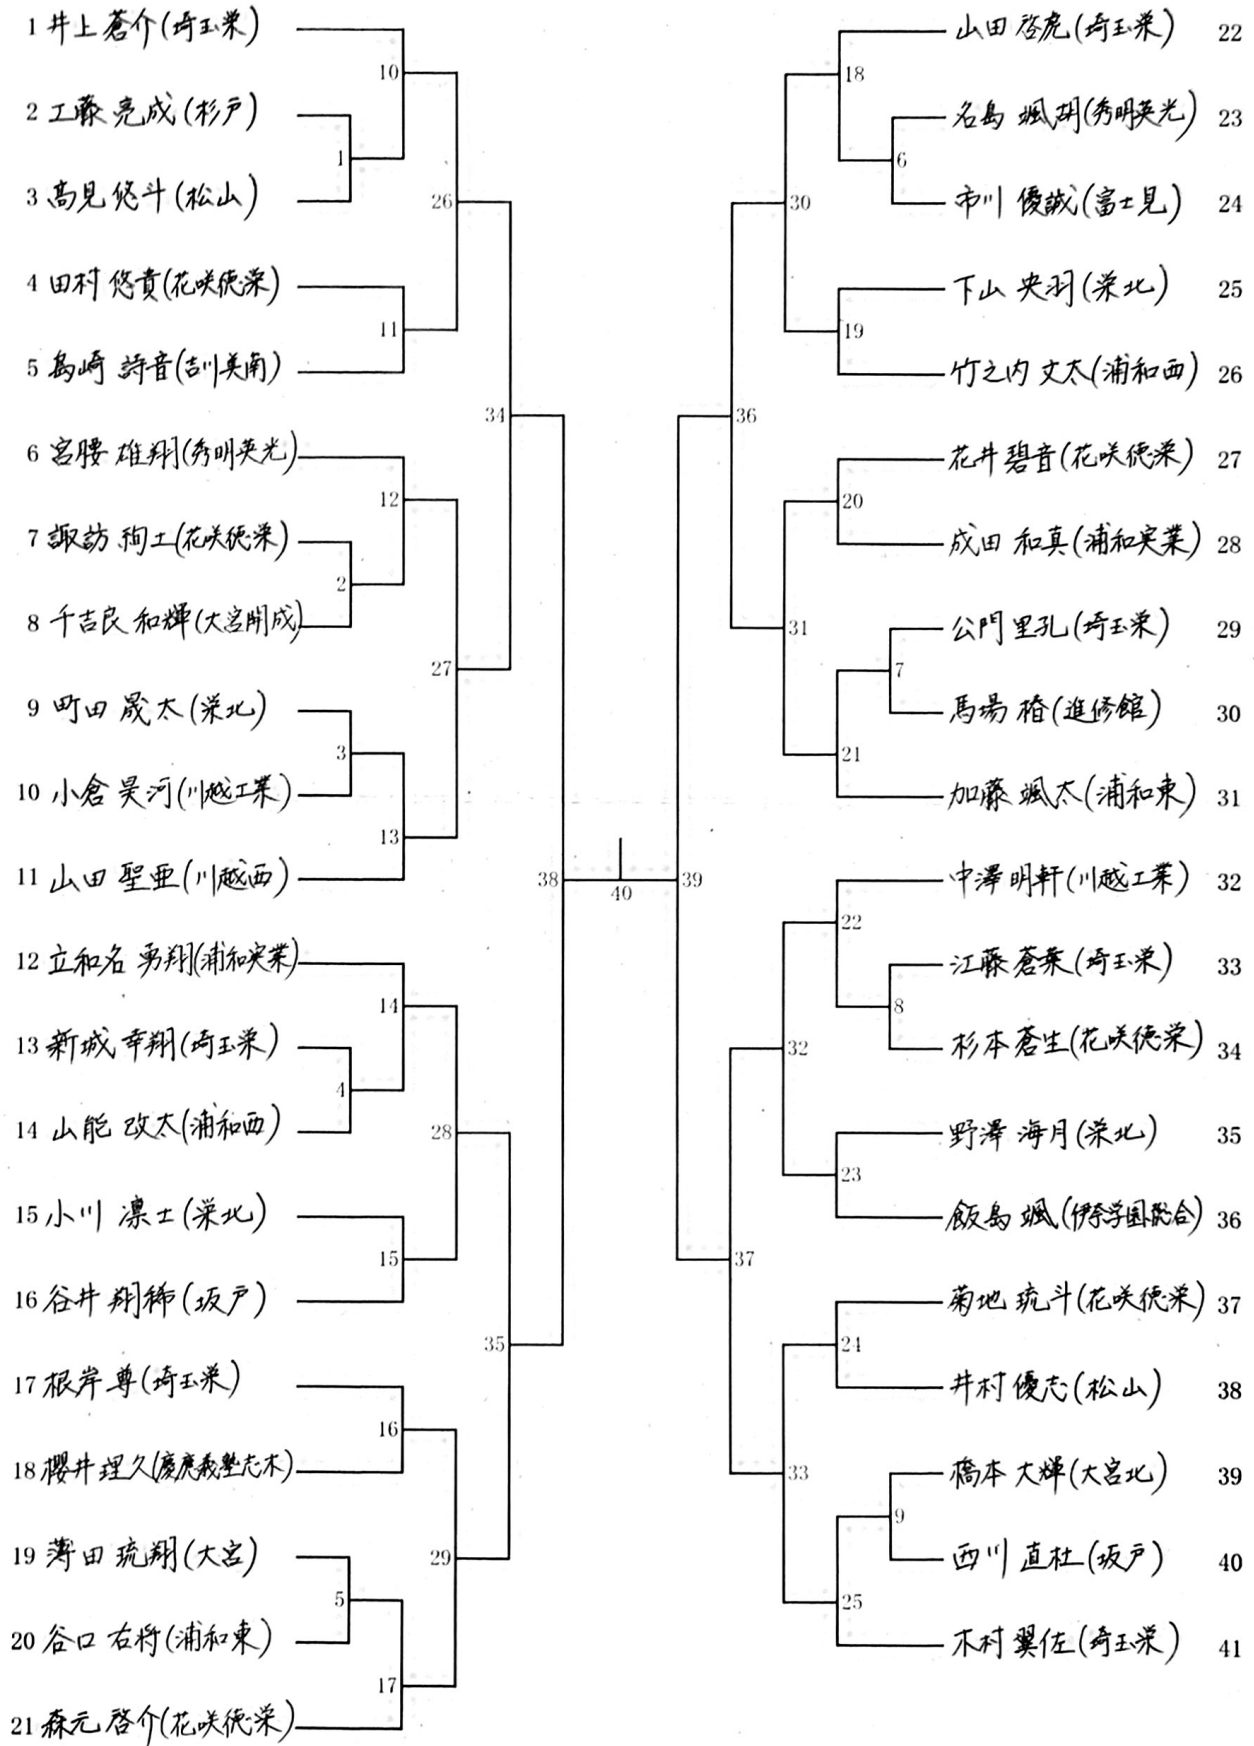 1 井上 蒼介(埼玉栄)
2 工藤 亮成(杉戸)
3 高見 悠斗(松山)
4 田村 悠貴(花咲徳栄)
5 島崎 詩音(吉川美南)
6 宮腰 雄翔(秀明英光)
7 諏訪 絢士(花咲徳栄)
8 千吉良 和輝(大宮開成)
9 町田 晟太(栄北)
10 小倉 昊河(川越工業)
11 山田 聖亜(川越西)
12 立和名 勇翔(浦和実業)
13 新城 幸翔(埼玉栄)
14 山能 改太(浦和西)
15 小川 凛士(栄北)
16 谷井 翔稀(坂戸)
17 根岸 尊(埼玉栄)
18 櫻井 理久(慶應義塾志木)
19 薄田 琉翔(大宮)
20 谷口 右将(浦和東)
21 森元 啓介(花咲徳栄)
10
1
26
11
34
12
2
27
3
13
38
14
4
28
15
35
16
29
5
17
40
39
18
6
30
19
36
20
31
7
21
22
8
32
23
37
24
33
9
25
山田 啓虎(埼玉栄) 22
名島 颯胡(秀明英光) 23
市川 優誠(富士見) 24
下山 央羽(栄北) 25
竹之内 丈太(浦和西) 26
花井 碧音(花咲徳栄) 27
成田 和真(浦和実業) 28
公門 里孔(埼玉栄) 29
馬場 椿(進修館) 30
加藤 颯太(浦和東) 31
中澤 明軒(川越工業) 32
江藤 蒼葉(埼玉栄) 33
杉本 蒼生(花咲徳栄) 34
野澤 海月(栄北) 35
飯島 颯(伊奈学園総合) 36
菊地 琉斗(花咲徳栄) 37
井村 優志(松山) 38
橋本 大輝(大宮北) 39
西川 直杜(坂戸) 40
木村 翼佐(埼玉栄) 41